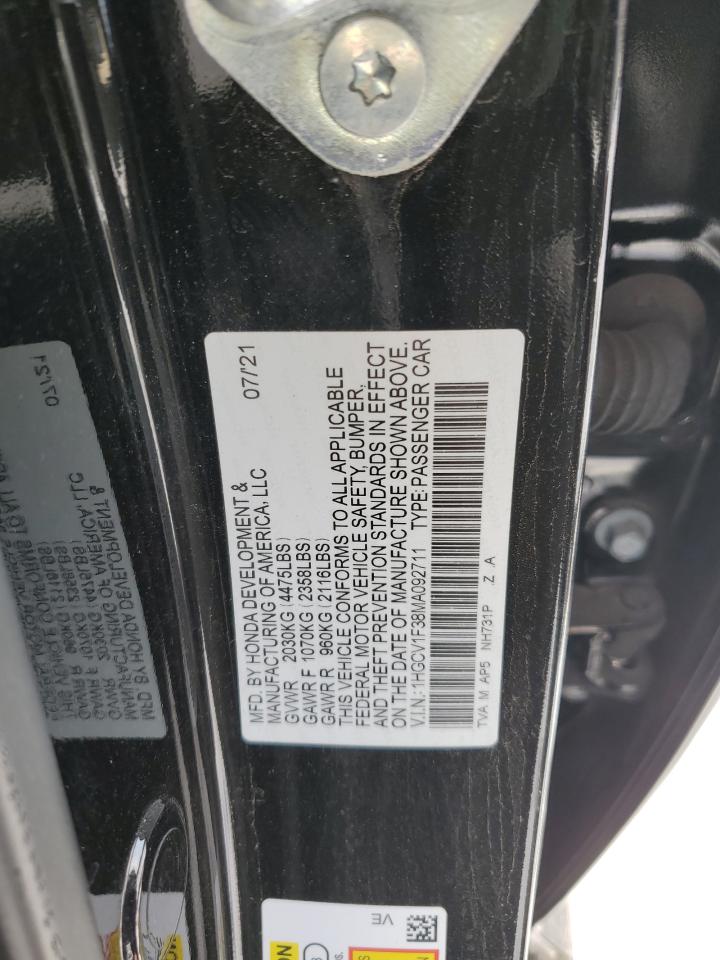 MFD. BY HONDA DEVELOPMENT & 07/'21
MANUFACTURING OF AMERICA, LLC
GVWR 2030KG (4475LBS)
GAWR F 1070KG (2358LBS)
GAWR R 960KG (2116LBS)
THIS VEHICLE CONFORMS TO ALL APPLICABLE
FEDERAL MOTOR VEHICLE SAFETY, BUMPER,
AND THEFT PREVENTION STANDARDS IN EFFECT
ON THE DATE OF MANUFACTURE SHOWN ABOVE.
V.I.N.:1HGCV1F38MA092711 TYPE:PASSENGER CAR
TVA M AP5 NH731P .Z .A
VE